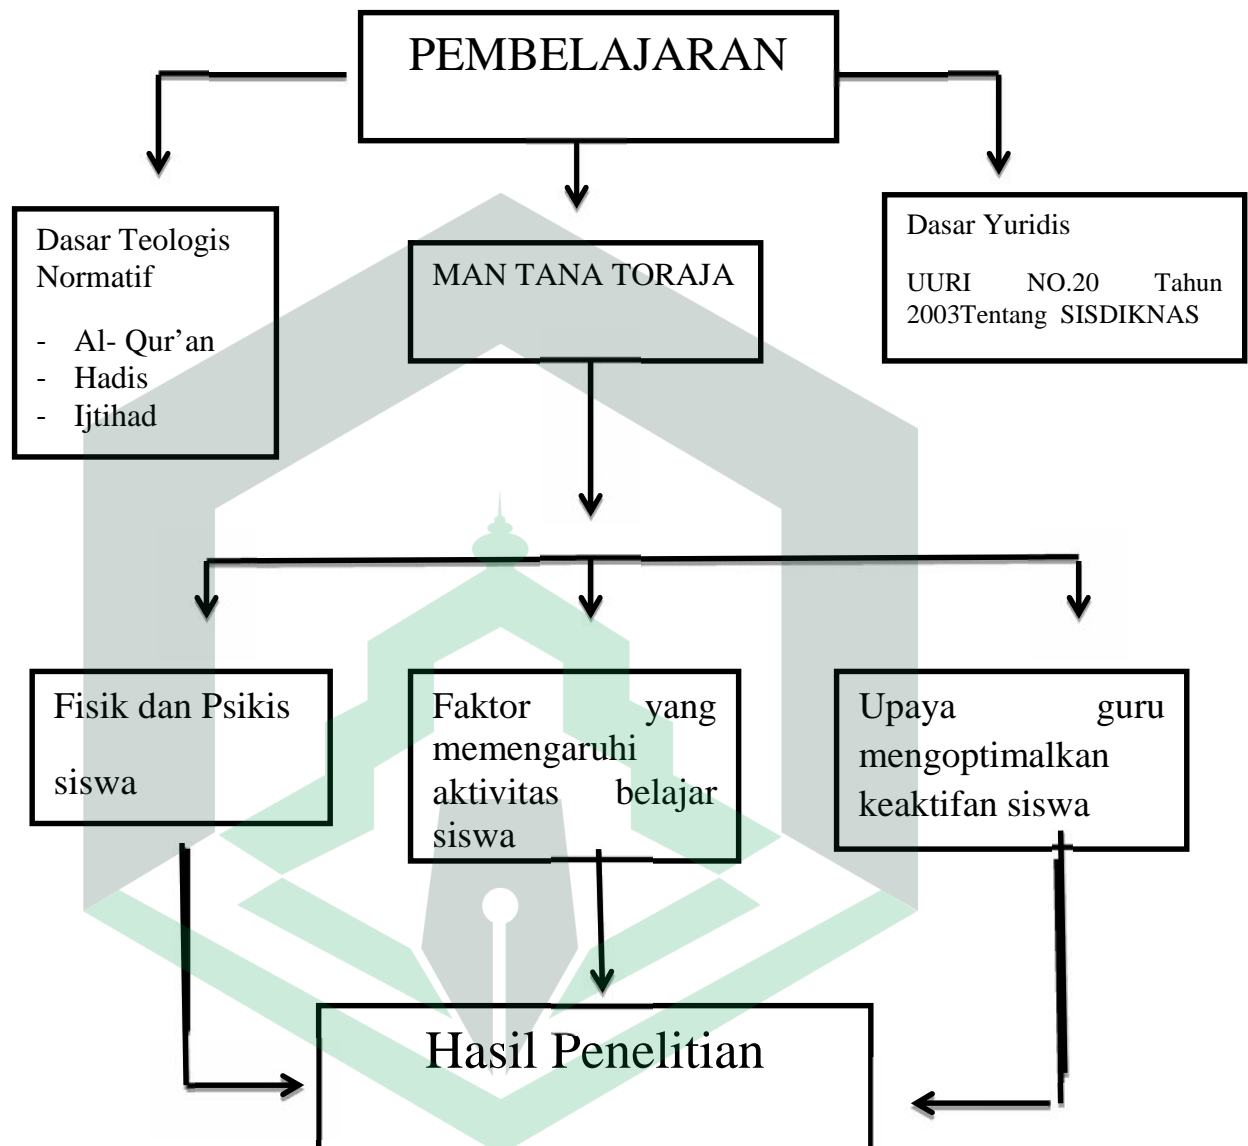 PEMBELAJARAN
Dasar Teologis
Normatif
- Al- Qur’an
- Hadis
- Ijtihad
MAN TANA TORAJA
Dasar Yuridis
UURI NO.20 Tahun
2003Tentang SISDIKNAS
Fisik dan Psikis
siswa
Faktor yang
memengaruhi
aktivitas belajar
siswa
Upaya guru
mengoptimalkan
keaktifan siswa
Hasil Penelitian